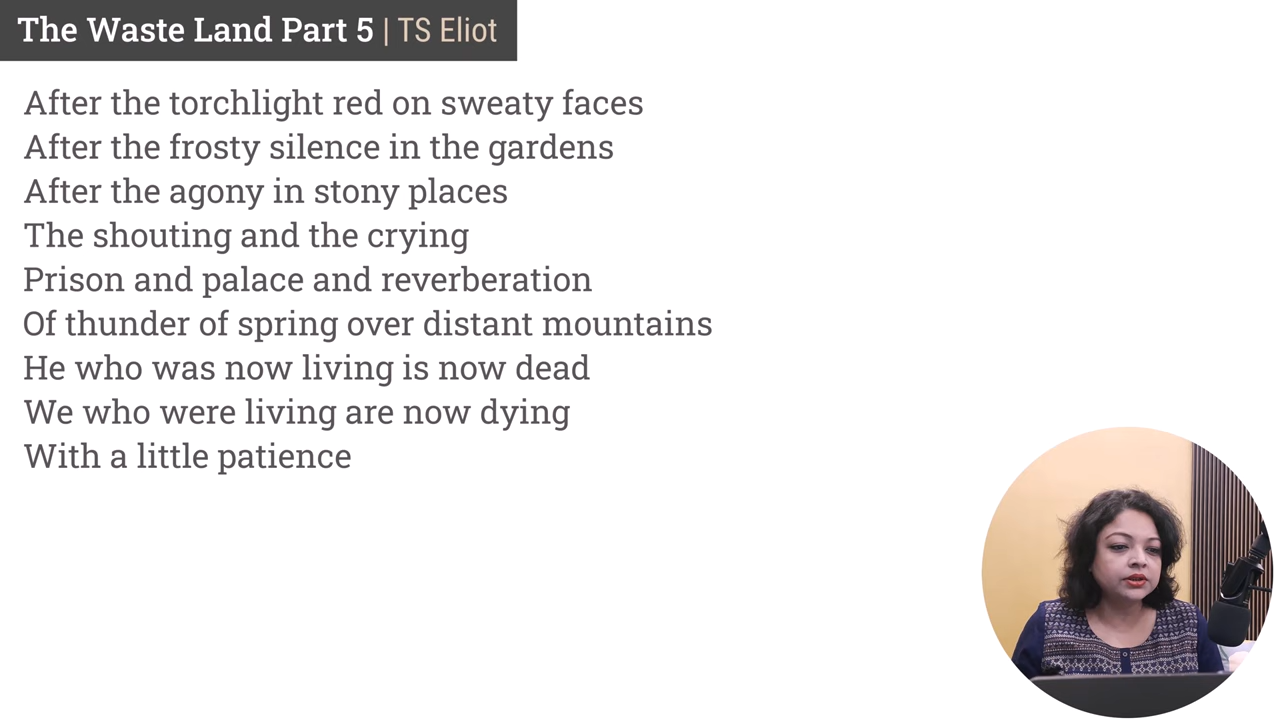 The Waste Land Part 5 | TS Eliot
After the torchlight red on sweaty faces
After the frosty silence in the gardens
After the agony in stony places
The shouting and the crying
Prison and palace and reverberation
Of thunder of spring over distant mountains
He who was now living is now dead
We who were living are now dying
With a little patience